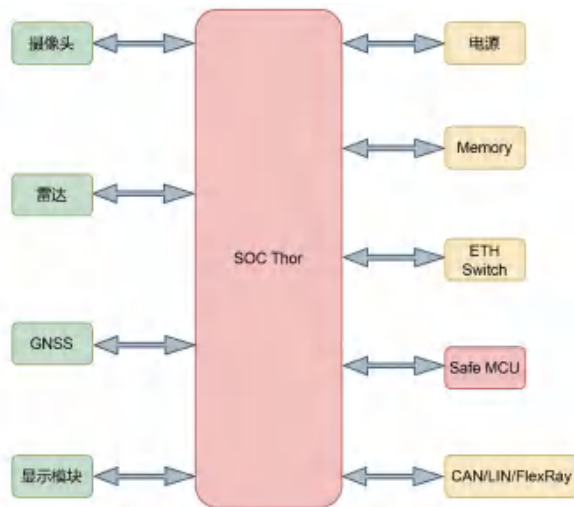 摄像头
电源
Memory
雷达
SOC Thor
ETH
Switch
GNSS
Safe MCU
显示模块
CAN/LIN/FlexRay